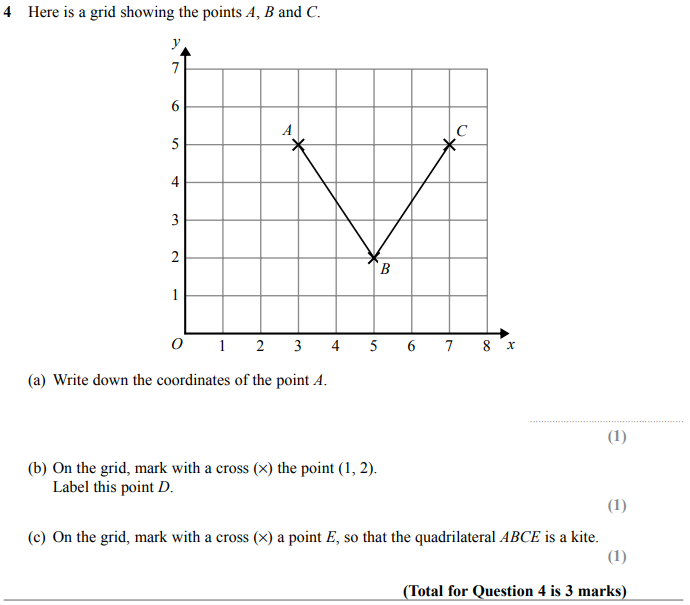 4 Here is a grid showing the points A, B and C.
y
7
6
A
C
5
4
3
2
B
1
O 1 2 3 4 5 6 7 8 x
(a) Write down the coordinates of the point A.
(1)
(b) On the grid, mark with a cross (×) the point (1, 2).
Label this point D.
(1)
(c) On the grid, mark with a cross (×) a point E, so that the quadrilateral ABCE is a kite.
(1)
(Total for Question 4 is 3 marks)